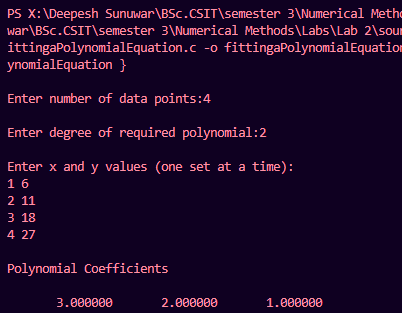 PS X:\Deepesh Sunuwar\BSc.CSIT\semester 3\Numerical Metho
war\BSc.CSIT\semester 3\Numerical Methods\Labs\Lab 2\sour
ittingaPolynomialEquation.c -o fittingaPolynomialEquation
ynomialEquation }
Enter number of data points:4
Enter degree of required polynomial:2
Enter x and y values (one set at a time):
1 6
2 11
3 18
4 27
Polynomial Coefficients
3.000000 2.000000 1.000000